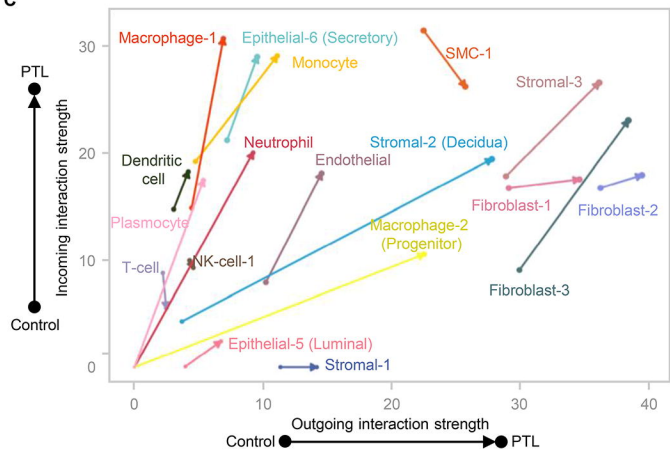 C
Macrophage-1
Epithelial-6 (Secretory)
Monocyte
SMC-1
Stromal-3
Neutrophil
Stromal-2 (Decidua)
Dendritic
cell
Endothelial
Plasmocyte
Fibroblast-1
Fibroblast-2
Macrophage-2
(Progenitor)
T-cell
NK-cell-1
Fibroblast-3
Epithelial-5 (Luminal)
Stromal-1
PTL
Control
Incoming interaction strength
30
20
10
0
0 10 20 30 40
Outgoing interaction strength
Control PTL